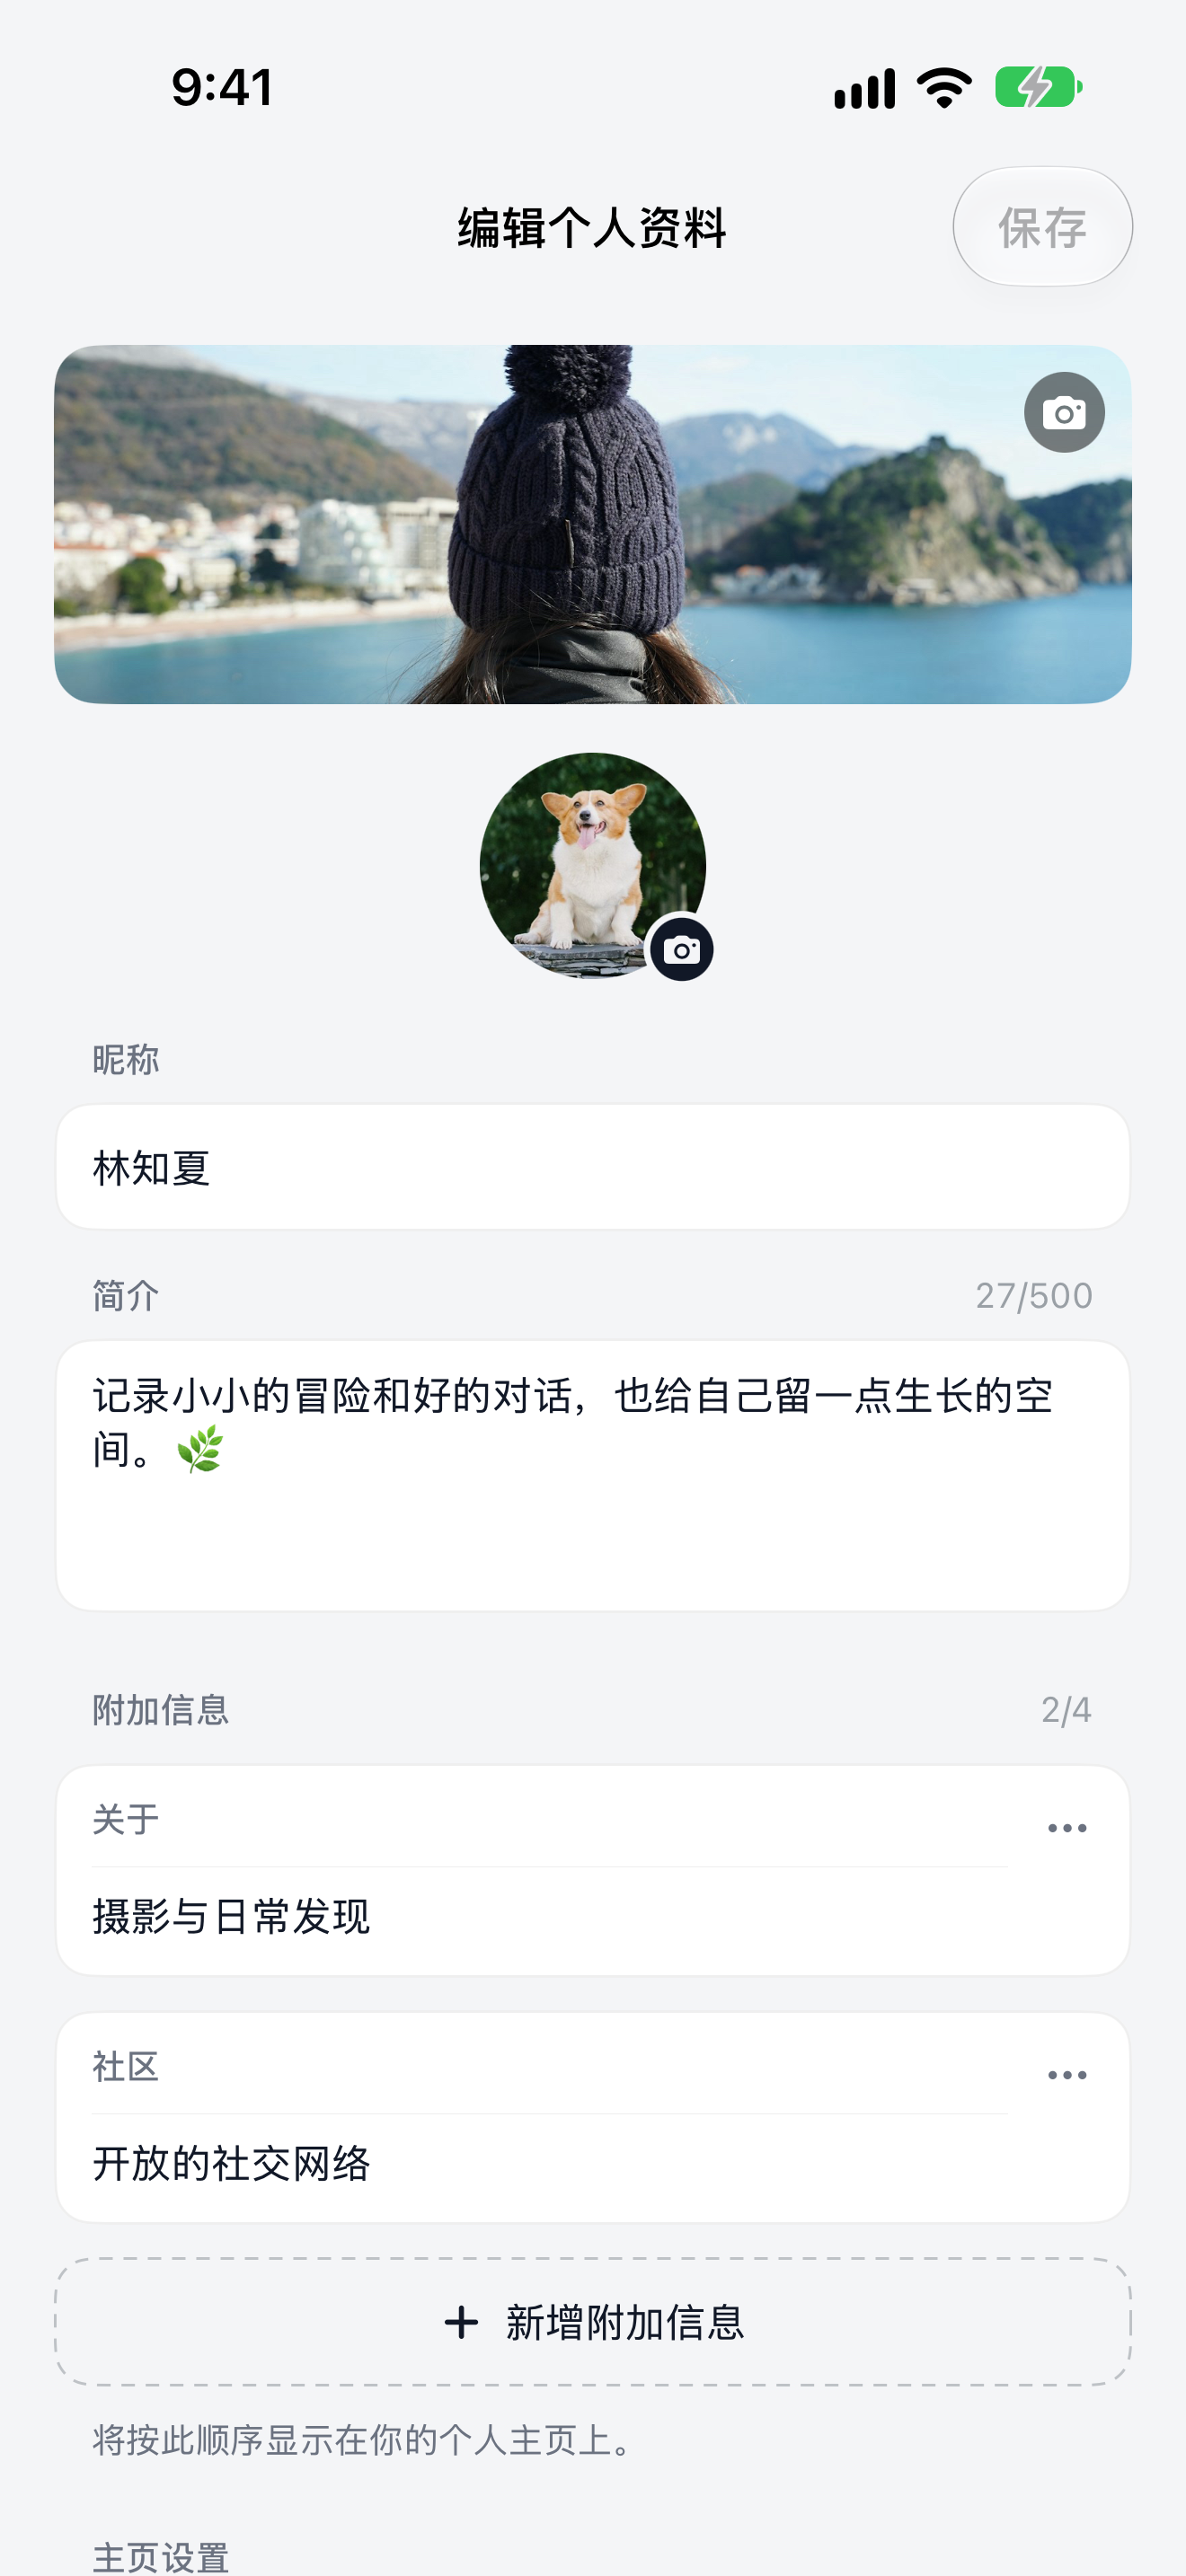 9:41
编辑个人资料
保存
昵称
林知夏
简介
27/500
记录小小的冒险和好的对话，也给自己留一点生长的空
间。🌿
附加信息
2/4
关于
摄影与日常发现
社区
开放的社交网络
+ 新增附加信息
将按此顺序显示在你的个人主页上。
主页设置